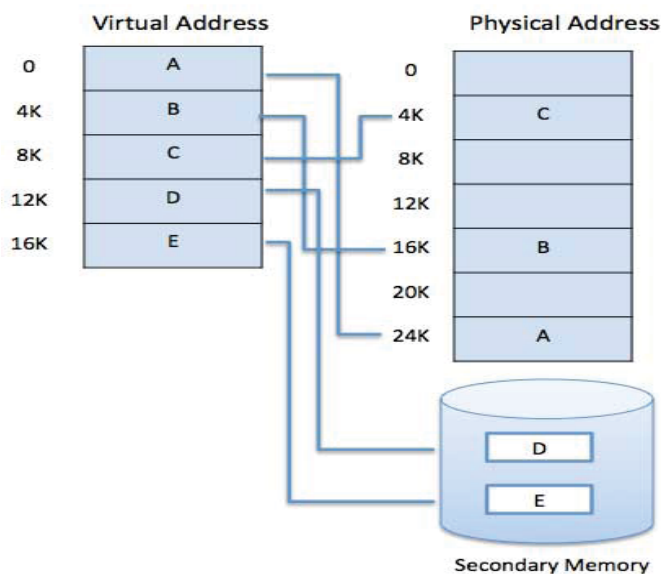 Virtual Address
Physical Address
0
A
4K
B
8K
C
12K
D
16K
E
0
4K
C
8K
12K
16K
B
20K
24K
A
D
E
Secondary Memory